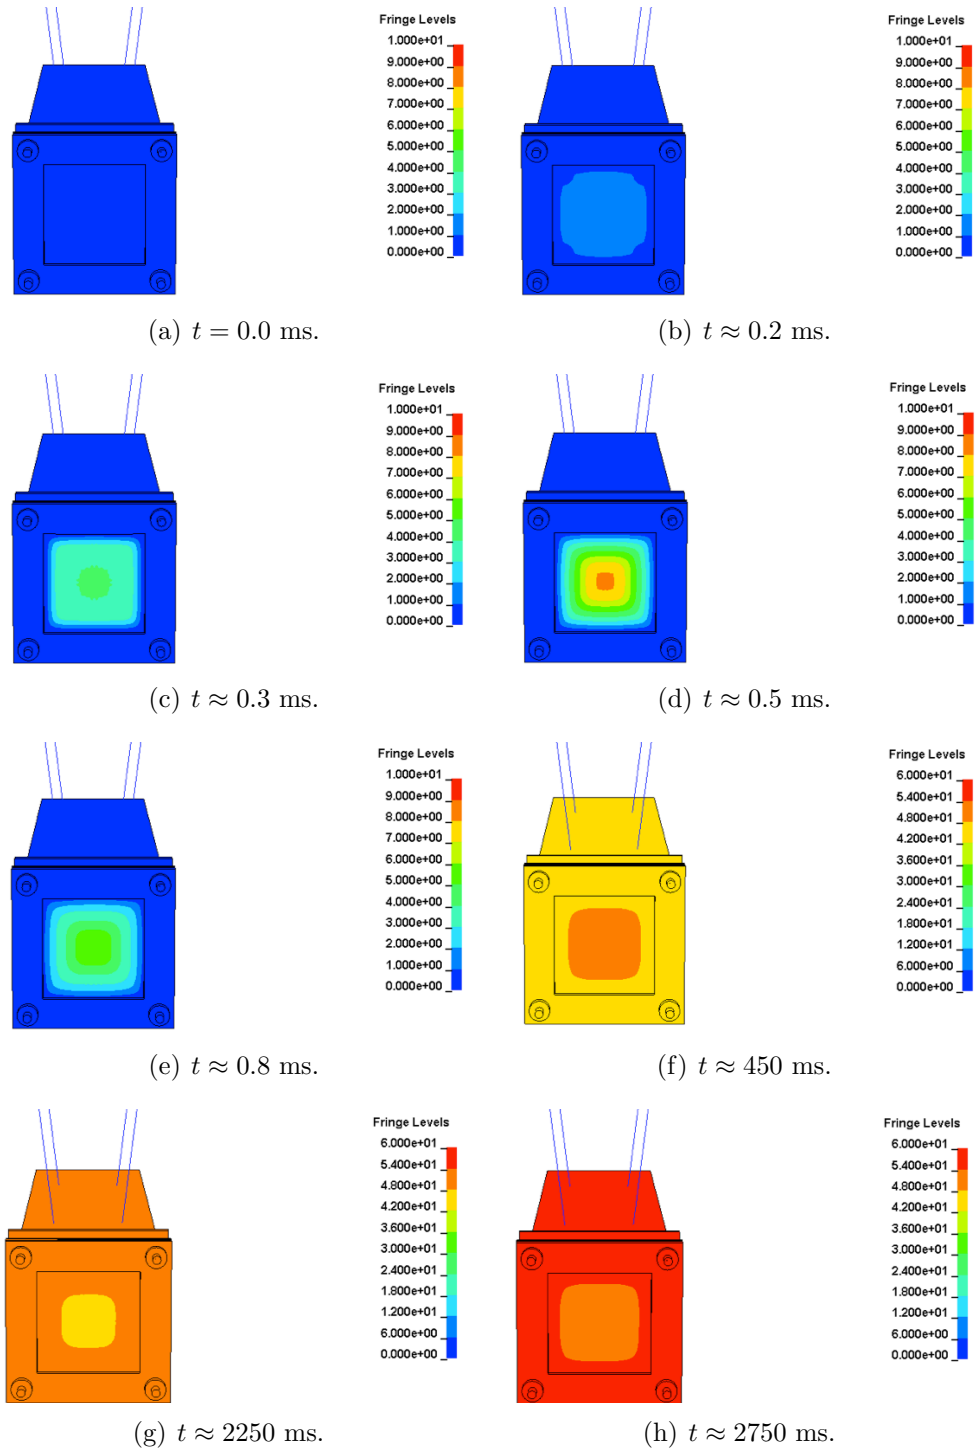 Fringe Levels
1.000e+01
9.000e+00
8.000e+00
7.000e+00
6.000e+00
5.000e+00
4.000e+00
3.000e+00
2.000e+00
1.000e+00
0.000e+00
(a) t = 0.0 ms.
Fringe Levels
1.000e+01
9.000e+00
8.000e+00
7.000e+00
6.000e+00
5.000e+00
4.000e+00
3.000e+00
2.000e+00
1.000e+00
0.000e+00
(b) t ≈ 0.2 ms.
Fringe Levels
1.000e+01
9.000e+00
8.000e+00
7.000e+00
6.000e+00
5.000e+00
4.000e+00
3.000e+00
2.000e+00
1.000e+00
0.000e+00
(c) t ≈ 0.3 ms.
Fringe Levels
1.000e+01
9.000e+00
8.000e+00
7.000e+00
6.000e+00
5.000e+00
4.000e+00
3.000e+00
2.000e+00
1.000e+00
0.000e+00
(d) t ≈ 0.5 ms.
Fringe Levels
1.000e+01
9.000e+00
8.000e+00
7.000e+00
6.000e+00
5.000e+00
4.000e+00
3.000e+00
2.000e+00
1.000e+00
0.000e+00
(e) t ≈ 0.8 ms.
Fringe Levels
6.000e+01
5.400e+01
4.800e+01
4.200e+01
3.600e+01
3.000e+01
2.400e+01
1.800e+01
1.200e+01
6.000e+00
0.000e+00
(f) t ≈ 450 ms.
Fringe Levels
6.000e+01
5.400e+01
4.800e+01
4.200e+01
3.600e+01
3.000e+01
2.400e+01
1.800e+01
1.200e+01
6.000e+00
0.000e+00
(g) t ≈ 2250 ms.
Fringe Levels
6.000e+01
5.400e+01
4.800e+01
4.200e+01
3.600e+01
3.000e+01
2.400e+01
1.800e+01
1.200e+01
6.000e+00
0.000e+00
(h) t ≈ 2750 ms.